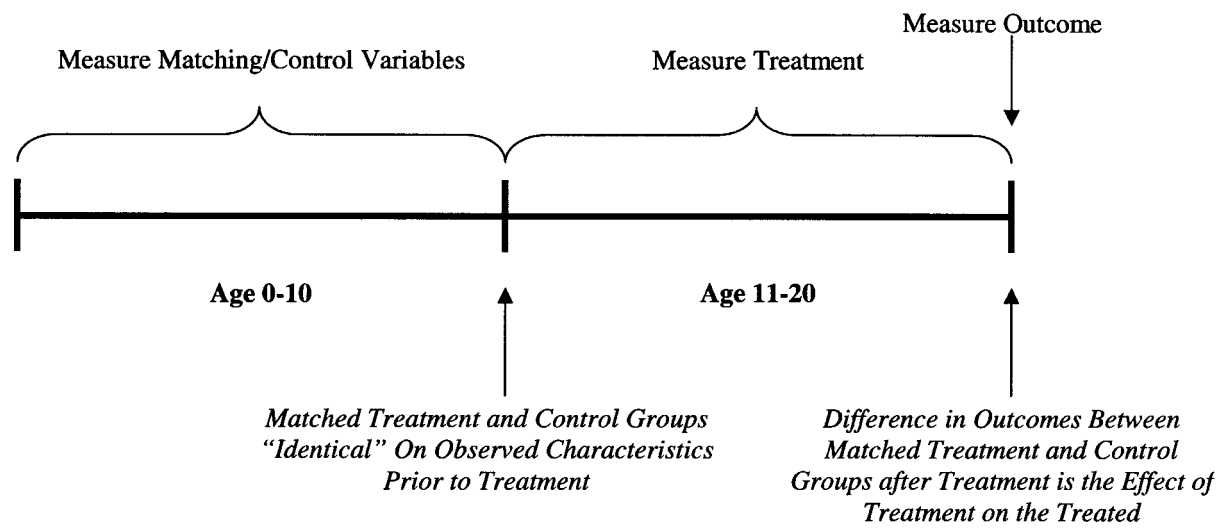 Measure Outcome
Measure Matching/Control Variables
Measure Treatment
Age 0-10
Age 11-20
Matched Treatment and Control Groups
“Identical” On Observed Characteristics
Prior to Treatment
Difference in Outcomes Between
Matched Treatment and Control
Groups after Treatment is the Effect of
Treatment on the Treated